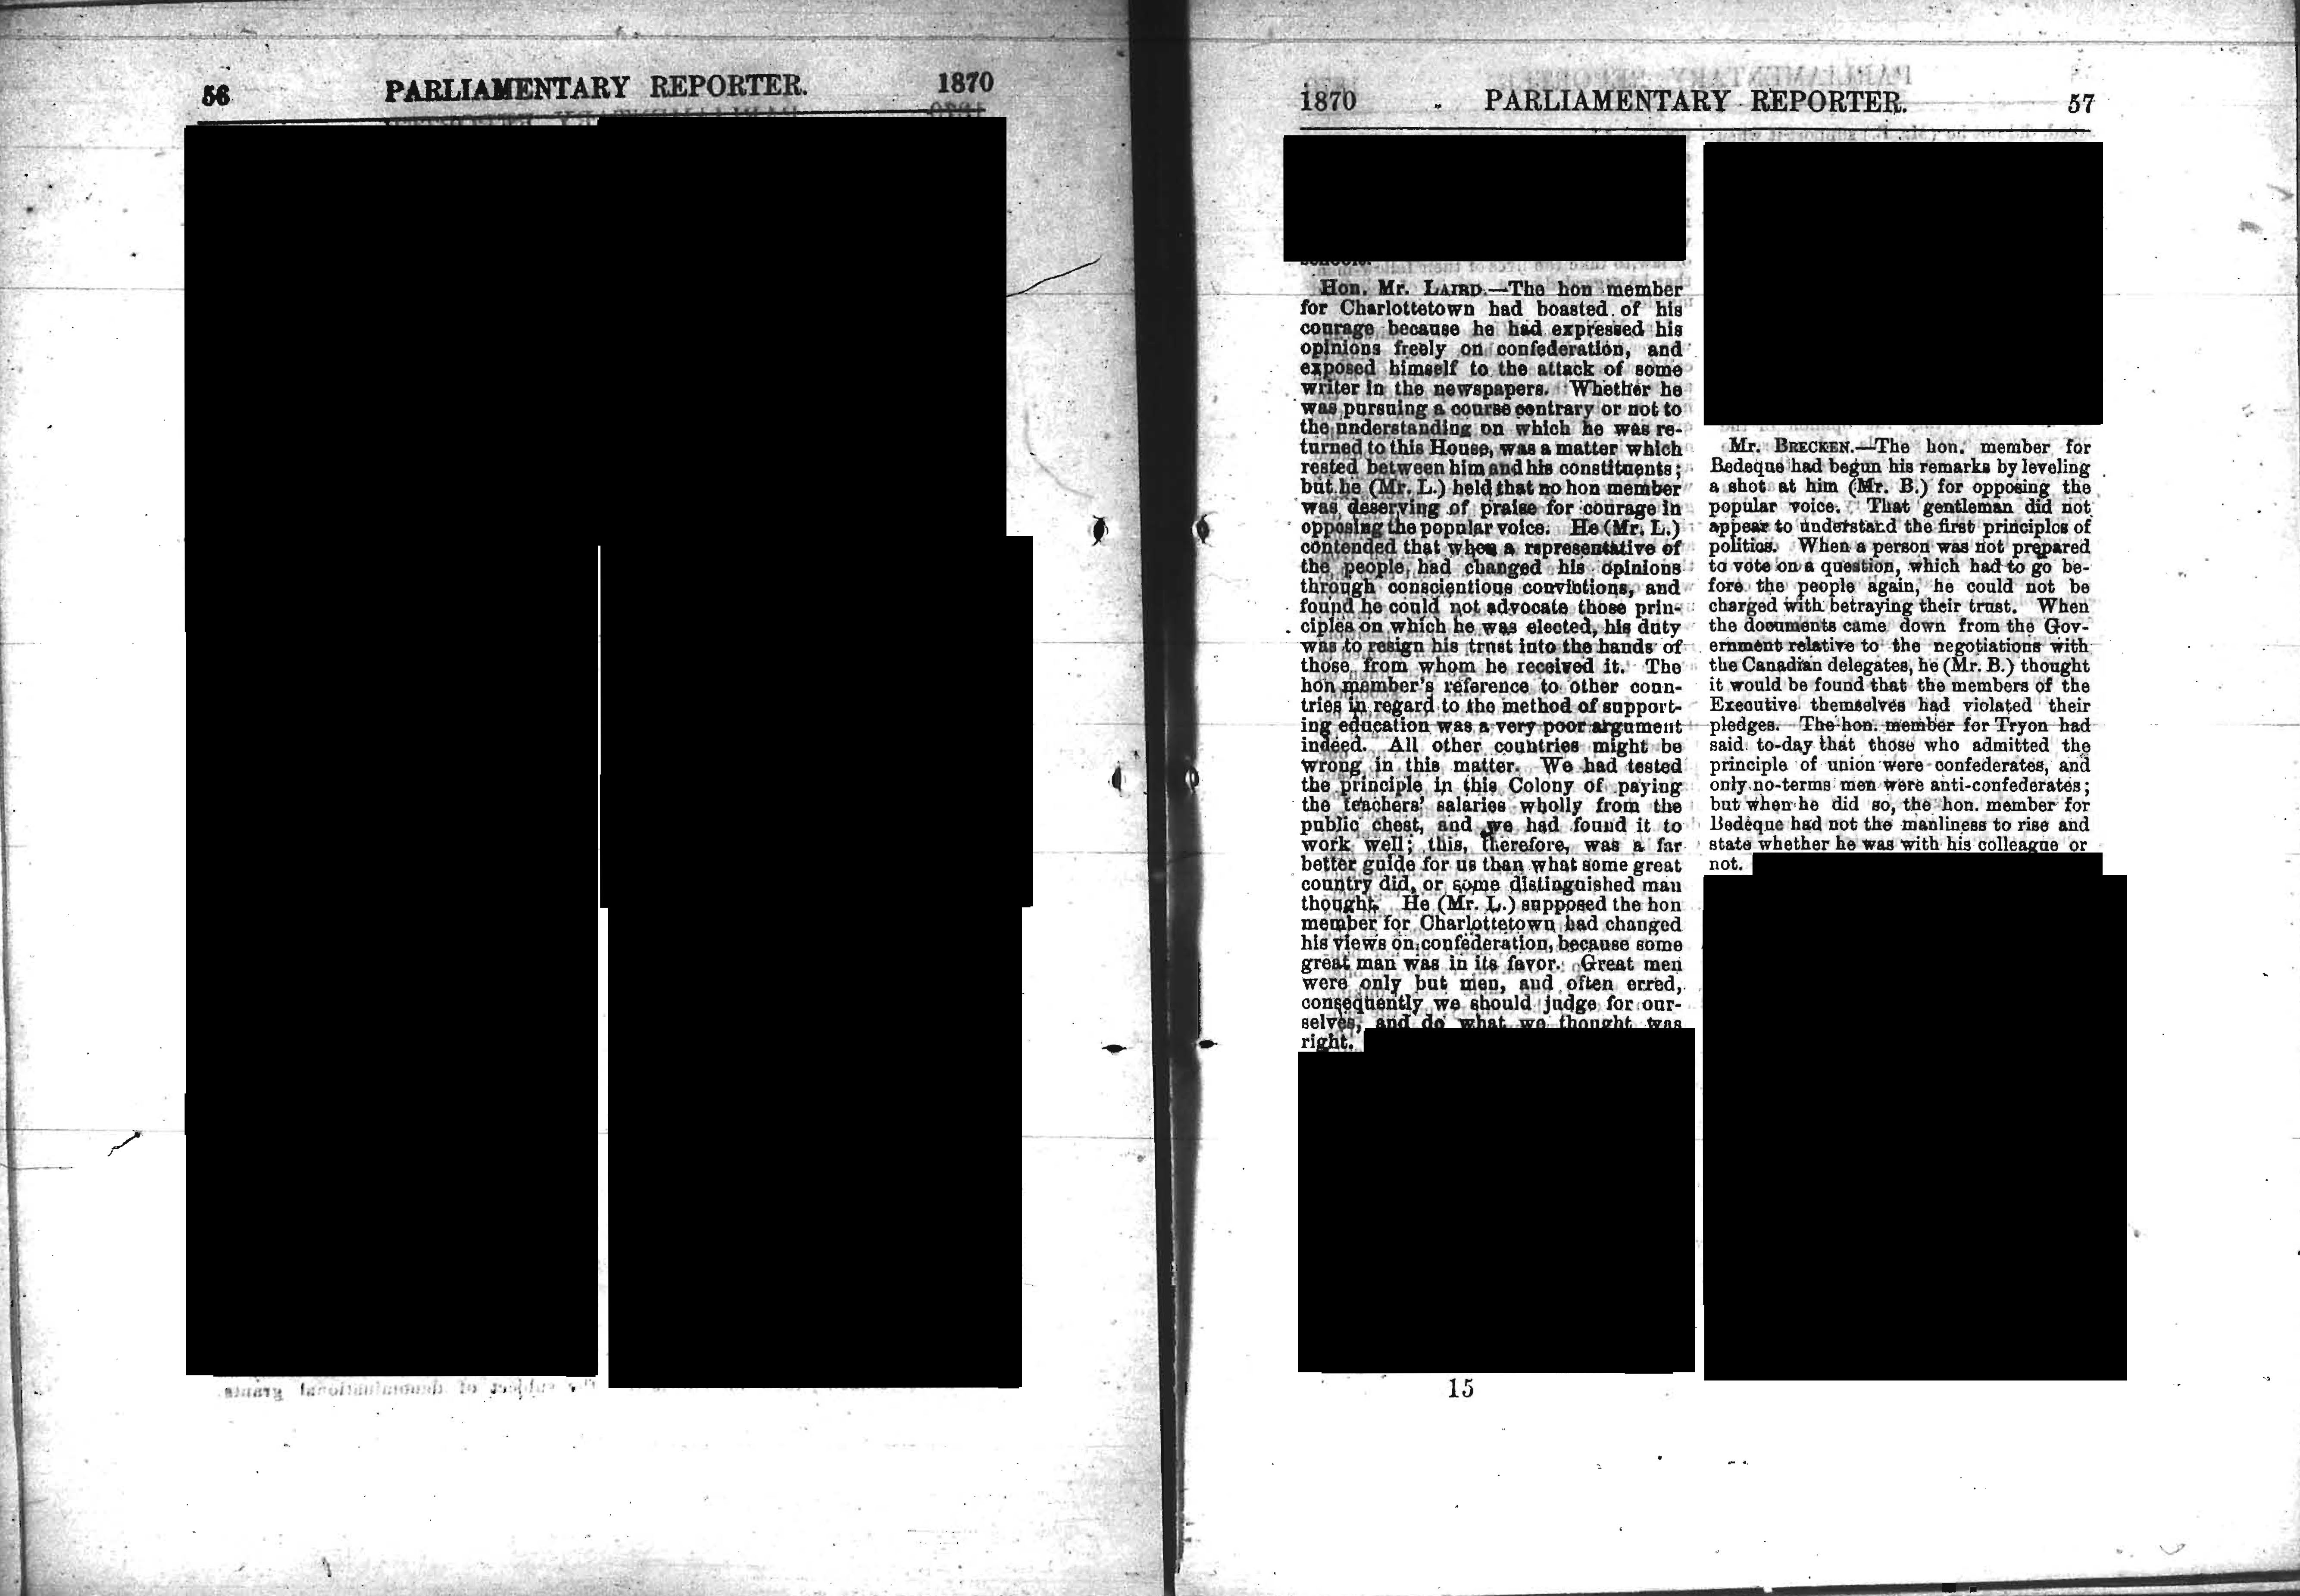 56 PARLIAMENTARY REPORTER. 1870
1870 PARLIAMENTARY REPORTER. 57
Hon. Mr. LAIRD.—The hon member
for Charlottetown had boasted of his
courage because he had expressed his
opinions freely on confederation, and
exposed himself to the attack of some
writer in the newspapers. Whether he
was pursuing a course contrary or not to
the understanding on which he was re-
turned to this House, was a matter which
rested between him and his constituents;
but he (Mr. L.) held that no hon member
was deserving of praise for courage in
opposing the popular voice. He (Mr. L.)
contended that when a representative of
the people had changed his opinions
through conscientious convictions, and
found he could not advocate those prin-
ciples on which he was elected, his duty
was to resign his trust into the hands of
those from whom he received it. The
hon member's reference to other coun-
tries in regard to the method of support-
ing education was a very poor argument
indeed. All other countries might be
wrong in this matter. We had tested
the principle in this Colony of paying
the teachers' salaries wholly from the
public chest, and we had found it to
work well; this, therefore, was a far
better guide for us than what some great
country did, or some distinguished man
thought. He (Mr. L.) supposed the hon
member for Charlottetown had changed
his views on confederation, because some
great man was in its favor. Great men
were only but men, and often erred,
consequently we should judge for our-
selves, and do what we thought was
right.
15
Mr. BRECKEN.—The hon. member for
Bedeque had begun his remarks by leveling
a shot at him (Mr. B.) for opposing the
popular voice. That gentleman did not
appear to understand the first principles of
politics. When a person was not prepared
to vote on a question, which had to go be-
fore the people again, he could not be
charged with betraying their trust. When
the documents came down from the Gov-
ernment relative to the negotiations with
the Canadian delegates, he (Mr. B.) thought
it would be found that the members of the
Executive themselves had violated their
pledges. The hon. member for Tryon had
said to-day that those who admitted the
principle of union were confederates, and
only no-terms men were anti-confederates;
but when he did so, the hon. member for
Bedeque had not the manliness to rise and
state whether he was with his colleague or
not.